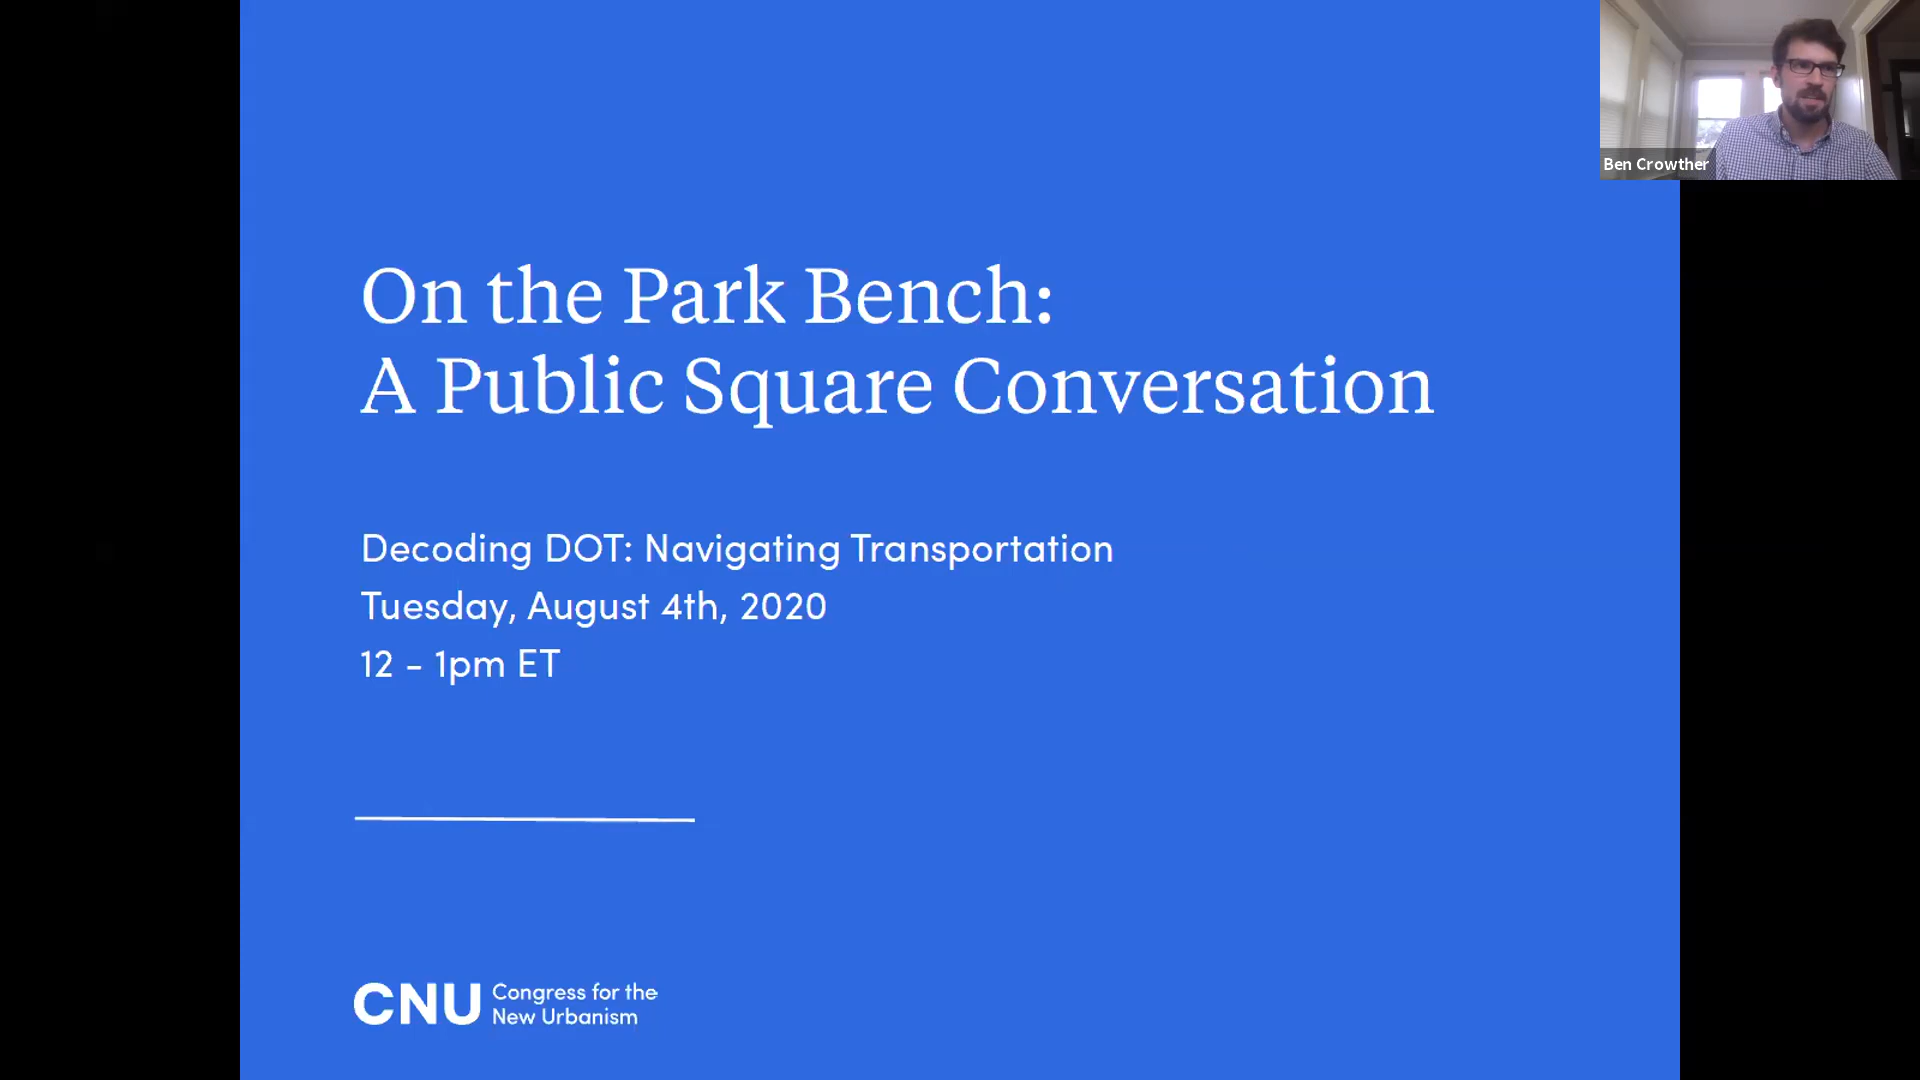 Ben Crowther
On the Park Bench:
A Public Square Conversation
Decoding DOT: Navigating Transportation
Tuesday, August 4th, 2020
12 - 1pm ET
CNU
Congress for the
New Urbanism